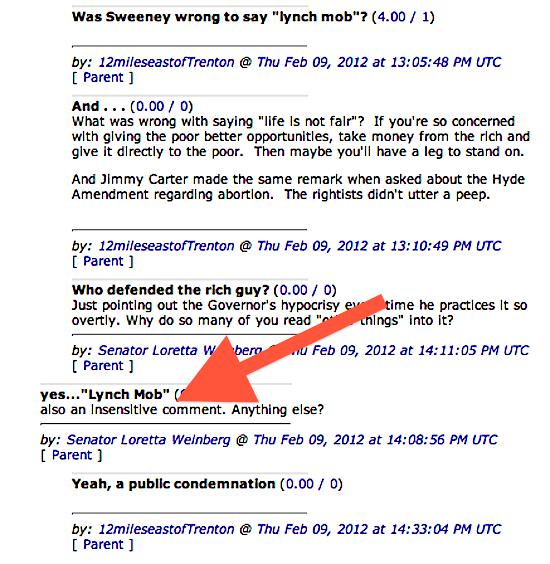 Was Sweeney wrong to say "lynch mob"? (4.00 / 1)
by: 12mileseastofTrenton @ Thu Feb 09, 2012 at 13:05:48 PM UTC
[ Parent ]
And . . . (0.00 / 0)
What was wrong with saying "life is not fair"? If you're so concerned
with giving the poor better opportunities, take money from the rich and
give it directly to the poor. Then maybe you'll have a leg to stand on.
And Jimmy Carter made the same remark when asked about the Hyde
Amendment regarding abortion. The rightists didn't utter a peep.
by: 12mileseastofTrenton @ Thu Feb 09, 2012 at 13:10:49 PM UTC
[ Parent ]
Who defended the rich guy? (0.00 / 0)
Just pointing out the Governor's hypocrisy time he practices it so
overtly. Why do so many of you read things" into it?
by: Senator Loretta Feb 09, 2012 at 14:11:05 PM UTC
[ Parent ]
yes..."Lynch Mob" (
also an insensitive comment. Anything else?
by: Senator Loretta Weinberg @ Thu Feb 09, 2012 at 14:08:56 PM UTC
[ Parent ]
Yeah, a public condemnation (0.00 / 0)
by: 12mileseastofTrenton @ Thu Feb 09, 2012 at 14:33:04 PM UTC
[ Parent ]